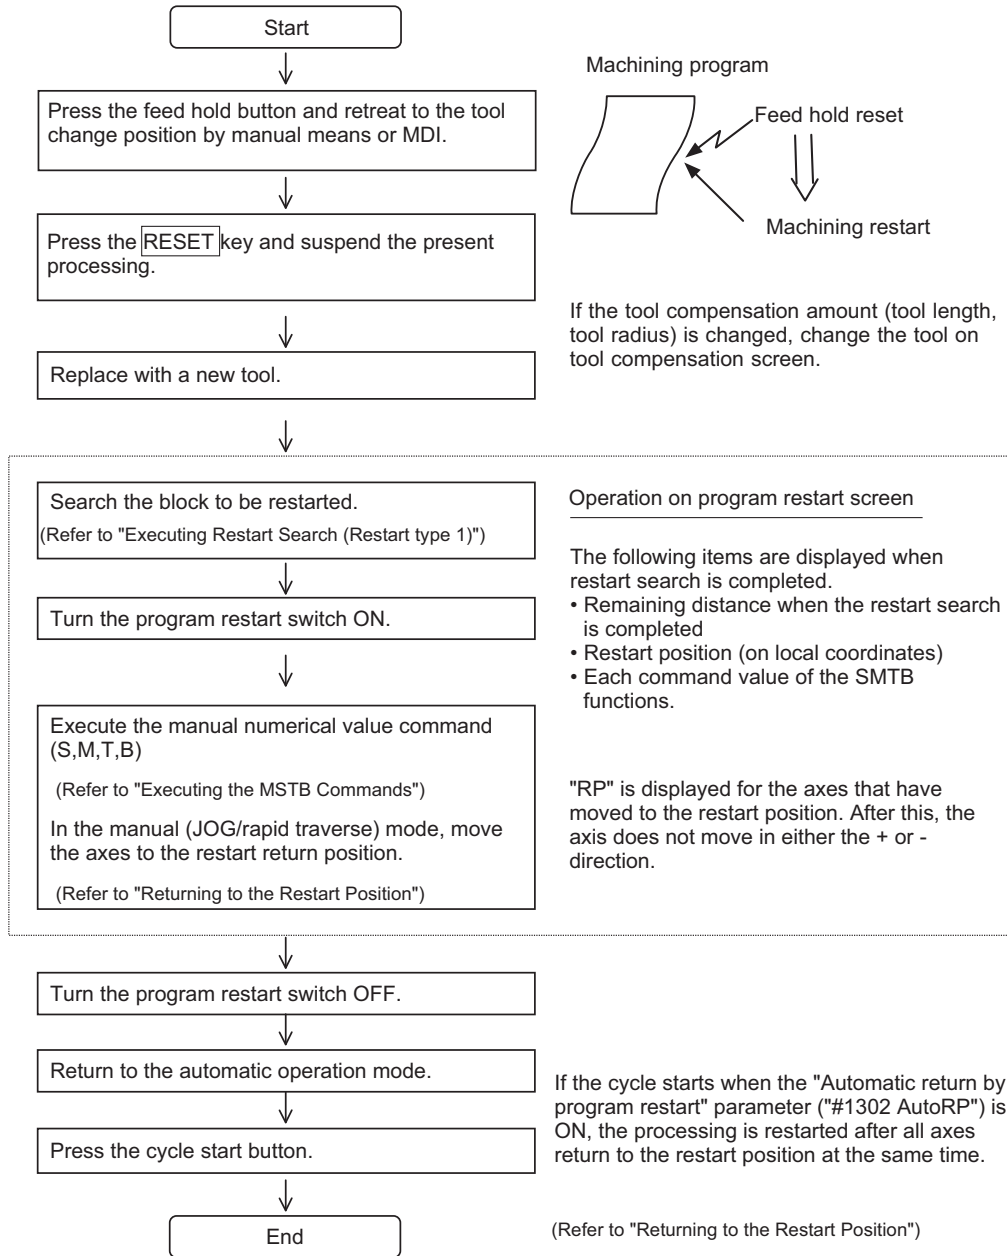 Start
Press the feed hold button and retreat to the tool
change position by manual means or MDI.
Machining program
Feed hold reset
Machining restart
Press the RESET key and suspend the present
processing.
If the tool compensation amount (tool length,
tool radius) is changed, change the tool on
tool compensation screen.
Replace with a new tool.
Search the block to be restarted.
(Refer to "Executing Restart Search (Restart type 1)")
Operation on program restart screen
The following items are displayed when
restart search is completed.
• Remaining distance when the restart search
is completed
• Restart position (on local coordinates)
• Each command value of the SMTB
functions.
Turn the program restart switch ON.
Execute the manual numerical value command
(S,M,T,B)
(Refer to "Executing the MSTB Commands")
In the manual (JOG/rapid traverse) mode, move
the axes to the restart return position.
(Refer to "Returning to the Restart Position")
"RP" is displayed for the axes that have
moved to the restart position. After this, the
axis does not move in either the + or -
direction.
Turn the program restart switch OFF.
Return to the automatic operation mode.
Press the cycle start button.
If the cycle starts when the "Automatic return by
program restart" parameter ("#1302 AutoRP") is
ON, the processing is restarted after all axes
return to the restart position at the same time.
End
(Refer to "Returning to the Restart Position")